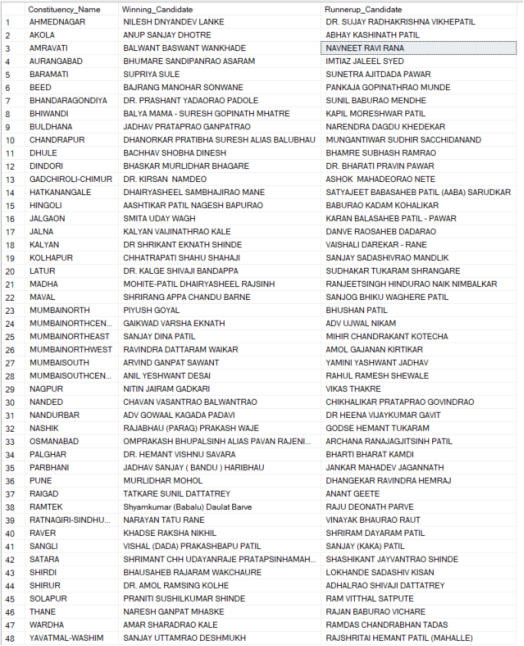 Constituency_Name Winning_Candidate Runnerup_Candidate
1 AHMEDNAGAR NILESH DNYANDEV LANKE DR. SUJAY RADHAKRISHNA VIKHEPATIL
2 AKOLA ANUP SANJAY DHOTRE ABHAY KASHINATH PATIL
3 AMRAVATI BALWANT BASWANT WANKHADE NAVNEET RAVI RANA
4 AURANGABAD BHUMARE SANDIPANRAO ASARAM IMTIAZ JALEEL SYED
5 BARAMATI SUPRIYA SULE SUNETRA AJITDADA PAWAR
6 BEED BAJRANG MANOHAR SONWANE PANKAJA GOPINATHRAO MUNDE
7 BHANDARAGONDIYA DR. PRASHANT YADAORAO PADOLE SUNIL BABURAO MENDHE
8 BHIWANDI BALYA MAMA - SURESH GOPINATH MHATRE KAPIL MORESHWAR PATIL
9 BULDHANA JADHAV PRATAPRAO GANPATRAO NARENDRA DAGDU KHEDEKAR
10 CHANDRAPUR DHANORKAR PRATIBHA SURESH ALIAS BALUBHAU MUNGANTIWAR SUDHIR SACCHIDANAND
11 DHULE BACHHAV SHOBHA DINESH BHAMRE SUBHASH RAMRAO
12 DINDORI BHASKAR MURLIDHAR BHAGARE DR. BHARATI PRAVIN PAWAR
13 GADCHIROLI-CHIMUR DR. KIRSAN NAMDEO ASHOK MAHADEORAO NETE
14 HATKANANGALE DHAIRYASHEEL SAMBHAJIRAO MANE SATYAJEET BABASAHEB PATIL (AABA) SARUDKAR
15 HINGOLI AASHTIKAR PATIL NAGESH BAPURAO BABURAO KADAM KOHALIKAR
16 JALGAON SMITA UDAY WAGH KARAN BALASAHEB PATIL - PAWAR
17 JALNA KALYAN VAIJINATHRAO KALE DANVE RAOSAHEB DADARAO
18 KALYAN DR SHRIKANT EKNATH SHINDE VAISHALI DAREKAR - RANE
19 KOLHAPUR CHHATRAPATI SHAHU SHAHAJI SANJAY SADASHIVRAO MANDLIK
20 LATUR DR. KALGE SHIVAJI BANDAPPA SUDHAKAR TUKARAM SHRANGARE
21 MADHA MOHITE-PATIL DHAIRYASHEEL RAJSINH RANJEETSINGH HINDURAO NAIK NIMBALKAR
22 MAVAL SHRIRANG APPA CHANDU BARNE SANJOG BHIKU WAGHERE PATIL
23 MUMBAINORTH PIYUSH GOYAL BHUSHAN PATIL
24 MUMBAINORTHCEN... GAIKWAD VARSHA EKNATH ADV UJWAL NIKAM
25 MUMBAINORTHEAST SANJAY DINA PATIL MIHIR CHANDRAKANT KOTECHA
26 MUMBAINORTHWEST RAVINDRA DATTARAM WAIKAR AMOL GAJANAN KIRTIKAR
27 MUMBAISOUTH ARVIND GANPAT SAWANT YAMINI YASHWANT JADHAV
28 MUMBAISOUTHCEN... ANIL YESHWANT DESAI RAHUL RAMESH SHEWALE
29 NAGPUR NITIN JAIRAM GADKARI VIKAS THAKRE
30 NANDED CHAVAN VASANTRAO BALWANTRAO CHIKHALIKAR PRATAPRAO GOVINDRAO
31 NANDURBAR ADV GOWAAL KAGADA PADAVI DR HEENA VIJAYKUMAR GAVIT
32 NASHIK RAJABHAU (PARAG) PRAKASH WAJE GODSE HEMANT TUKARAM
33 OSMANABAD OMPRAKASH BHUPALSINH ALIAS PAVAN RAJENI... ARCHANA RANAJAGJITSINH PATIL
34 PALGHAR DR. HEMANT VISHNU SAVARA BHARTI BHARAT KAMDI
35 PARBHANI JADHAV SANJAY ( BANDU ) HARIBHAU JANKAR MAHADEV JAGANNATH
36 PUNE MURLIDHAR MOHOL DHANGEKAR RAVINDRA HEMRAJ
37 RAIGAD TATKARE SUNIL DATTATREY ANANT GEETE
38 RAMTEK Shyamkumar (Babalu) Daulat Barve RAJU DEONATH PARVE
39 RATNAGIRI-SINDHU... NARAYAN TATU RANE VINAYAK BHAURAO RAUT
40 RAVER KHADSE RAKSHA NIKHIL SHRIRAM DAYARAM PATIL
41 SANGLI VISHAL (DADA) PRAKASHBAPU PATIL SANJAY (KAKA) PATIL
42 SATARA SHRIMANT CHH UDAYANRAJE PRATAPSINHAMAH... SHASHIKANT JAYVANTRAO SHINDE
43 SHIRDI BHAUSAHEB RAJARAM WAKCHAURE LOKHANDE SADASHIV KISAN
44 SHIRUR DR. AMOL RAMSING KOLHE ADHALRAO SHIVAJI DATTATREY
45 SOLAPUR PRANITI SUSHILKUMAR SHINDE RAM VITTHAL SATPUTE
46 THANE NARESH GANPAT MHASKE RAJAN BABURAO VICHARE
47 WARDHA AMAR SHARADRAO KALE RAMDAS CHANDRABHAN TADAS
48 YAVATMAL-WASHIM SANJAY UTTAMRAO DESHMUKH RAJSHRITAI HEMANT PATIL (MAHALLE)